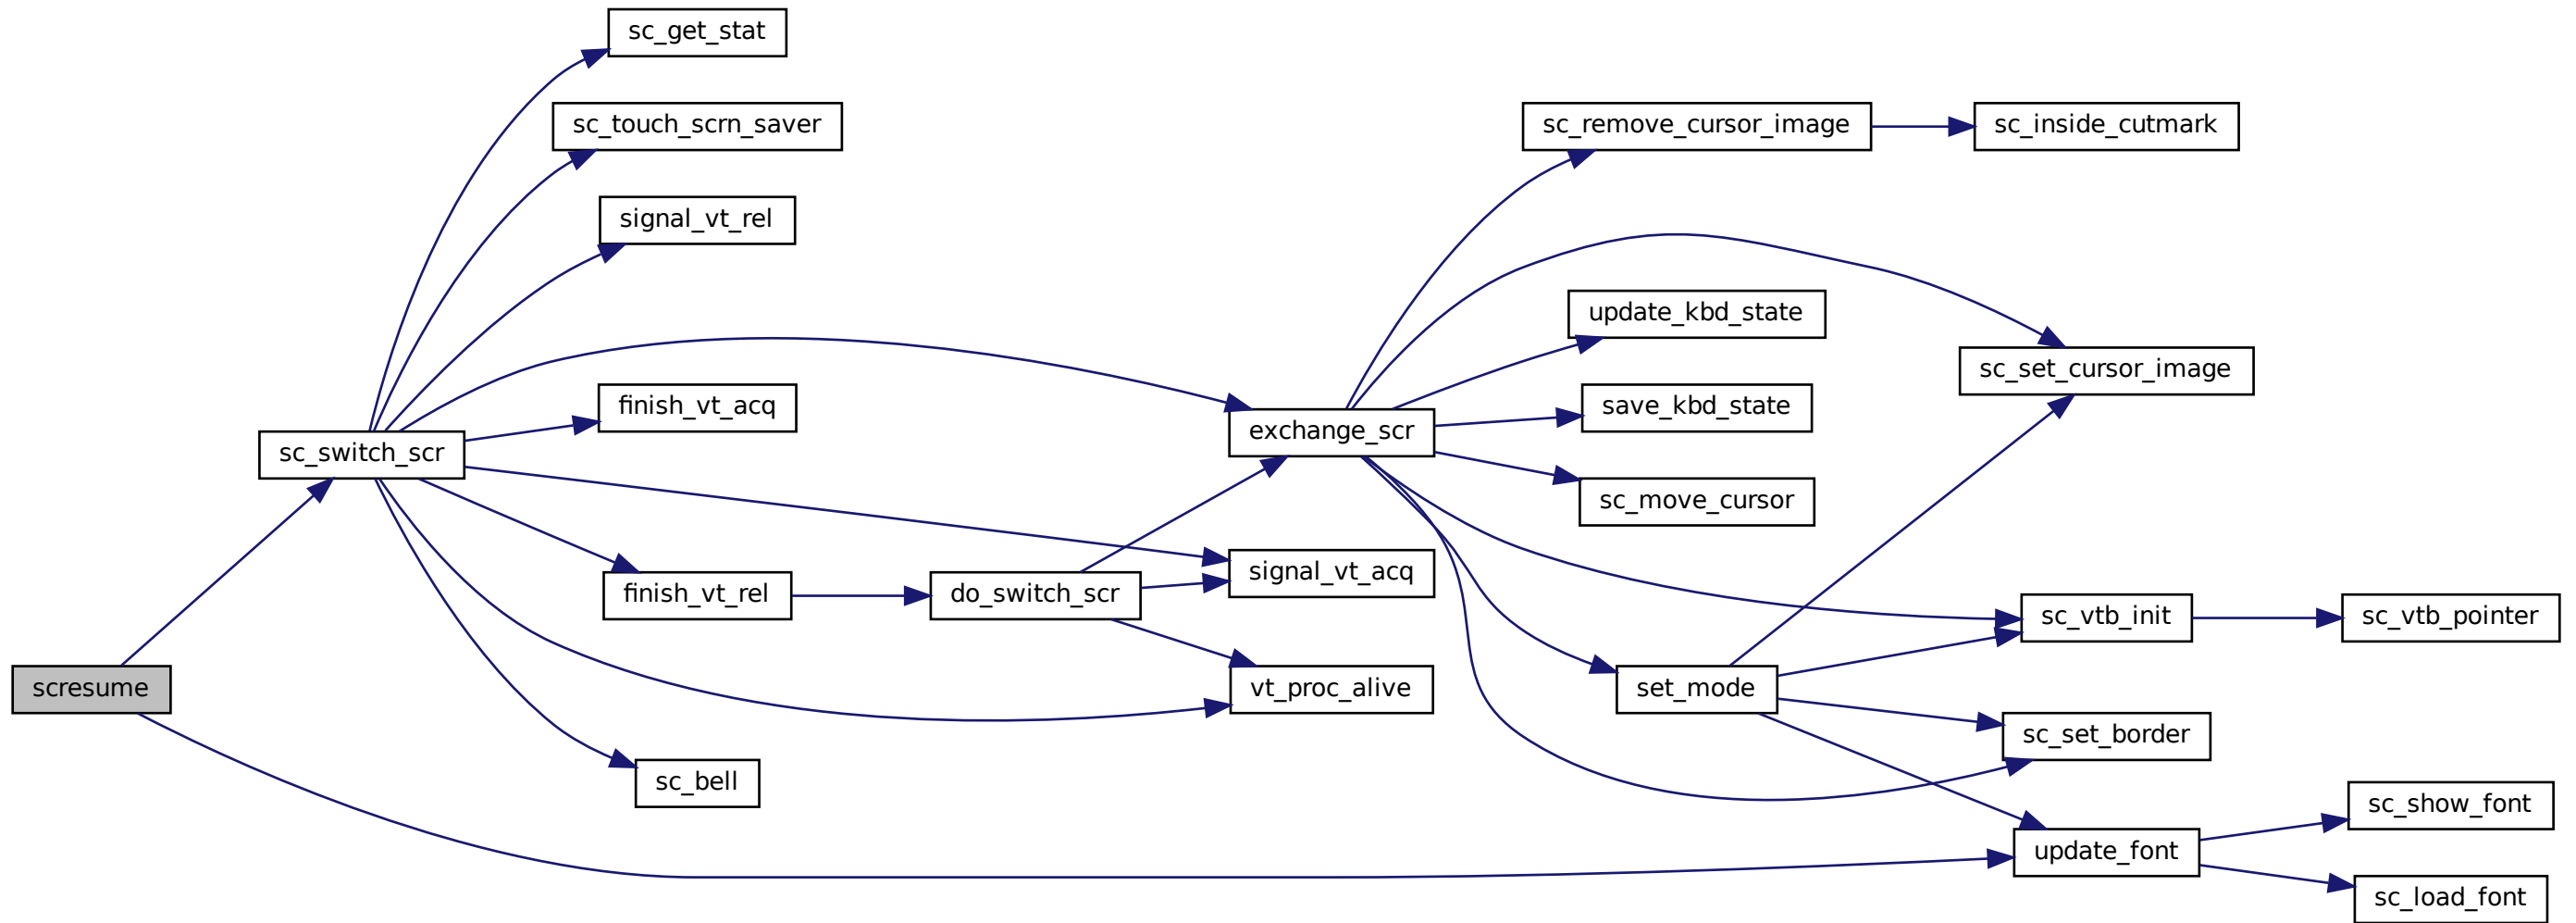 sc_get_stat
sc_touch_scrn_saver
sc_remove_cursor_image
sc_inside_cutmark
signal_vt_rel
update_kbd_state
sc_set_cursor_image
finish_vt_acq
save_kbd_state
exchange_scr
sc_switch_scr
sc_move_cursor
signal_vt_acq
finish_vt_rel
do_switch_scr
sc_vtb_init
sc_vtb_pointer
scresume
vt_proc_alive
set_mode
sc_set_border
sc_bell
sc_show_font
update_font
sc_load_font